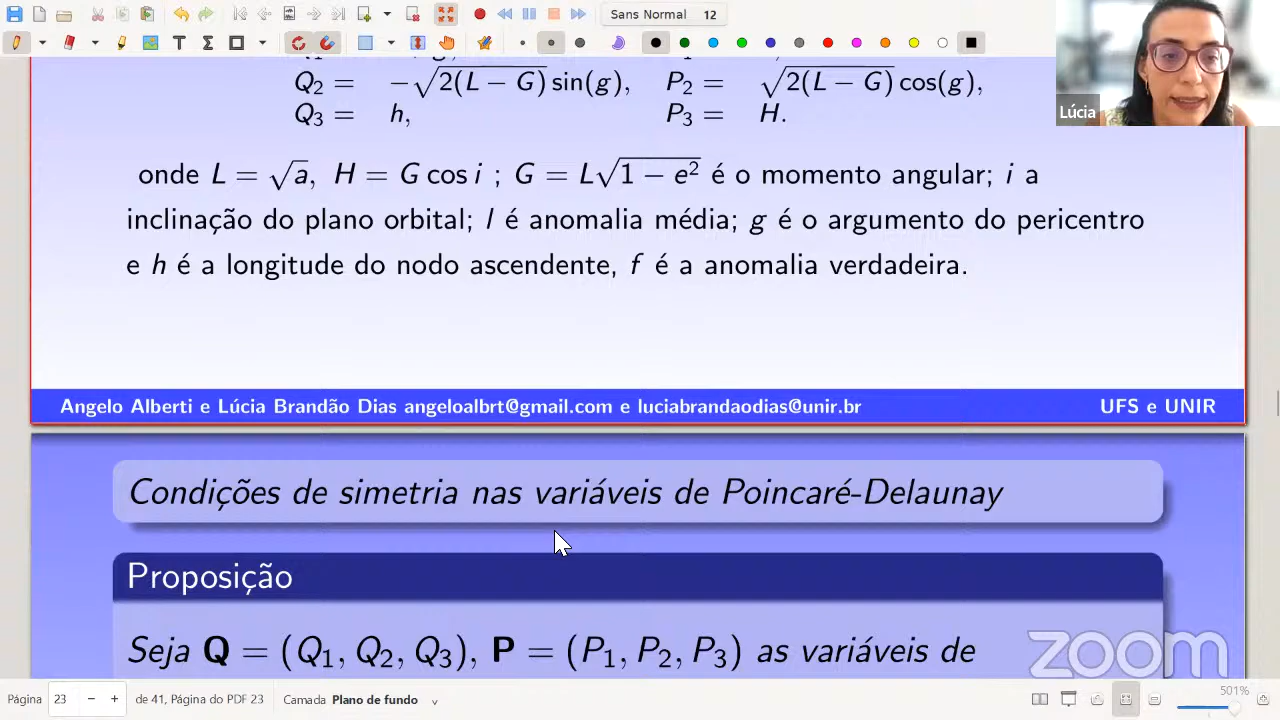 Sans Normal 12
Q2 = −√2(L − G) sin(g), P2 = √2(L − G) cos(g),
Q3 = h, P3 = H.
Lúcia
onde L = √a, H = G cos i ; G = L√1 − e² é o momento angular; i a
inclinação do plano orbital; l é anomalia média; g é o argumento do pericentro
e h é a longitude do nodo ascendente, f é a anomalia verdadeira.
Angelo Alberti e Lúcia Brandão Dias angeloalbrt@gmail.com e luciabrandaodias@unir.br UFS e UNIR
Condições de simetria nas variáveis de Poincaré-Delaunay
Proposição
Seja Q = (Q1, Q2, Q3), P = (P1, P2, P3) as variáveis de
zoom
Página 23 − + de 41, Página do PDF 23 Camada Plano de fundo 501%